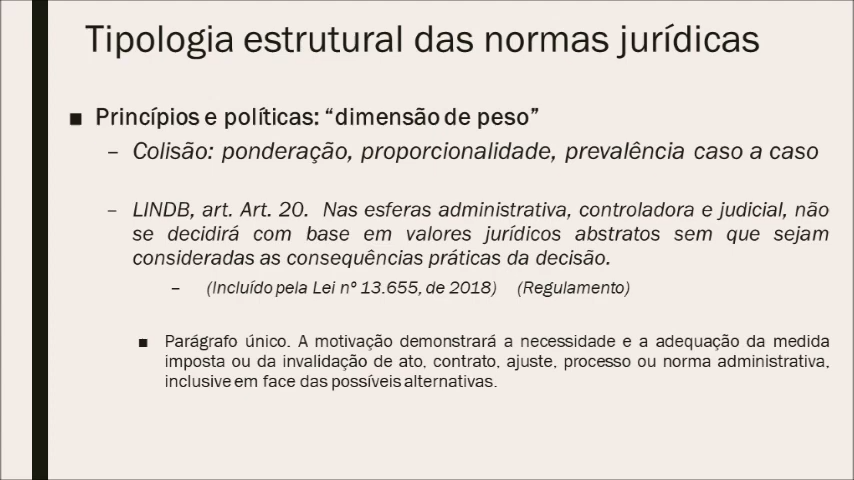 Tipologia estrutural das normas jurídicas
■ Princípios e políticas: “dimensão de peso”
– Colisão: ponderação, proporcionalidade, prevalência caso a caso
– LINDB, art. Art. 20. Nas esferas administrativa, controladora e judicial, não
se decidirá com base em valores jurídicos abstratos sem que sejam
consideradas as consequências práticas da decisão.
– (Incluído pela Lei nº 13.655, de 2018) (Regulamento)
■ Parágrafo único. A motivação demonstrará a necessidade e a adequação da medida
imposta ou da invalidação de ato, contrato, ajuste, processo ou norma administrativa,
inclusive em face das possíveis alternativas.